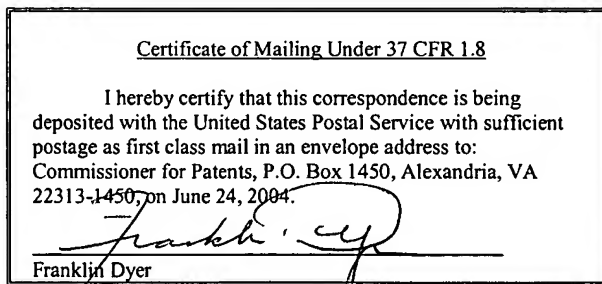 Certificate of Mailing Under 37 CFR 1.8
I hereby certify that this correspondence is being
deposited with the United States Postal Service with sufficient
postage as first class mail in an envelope address to:
Commissioner for Patents, P.O. Box 1450, Alexandria, VA
22313-1450, on June 24, 2004.
Franklin Dyer